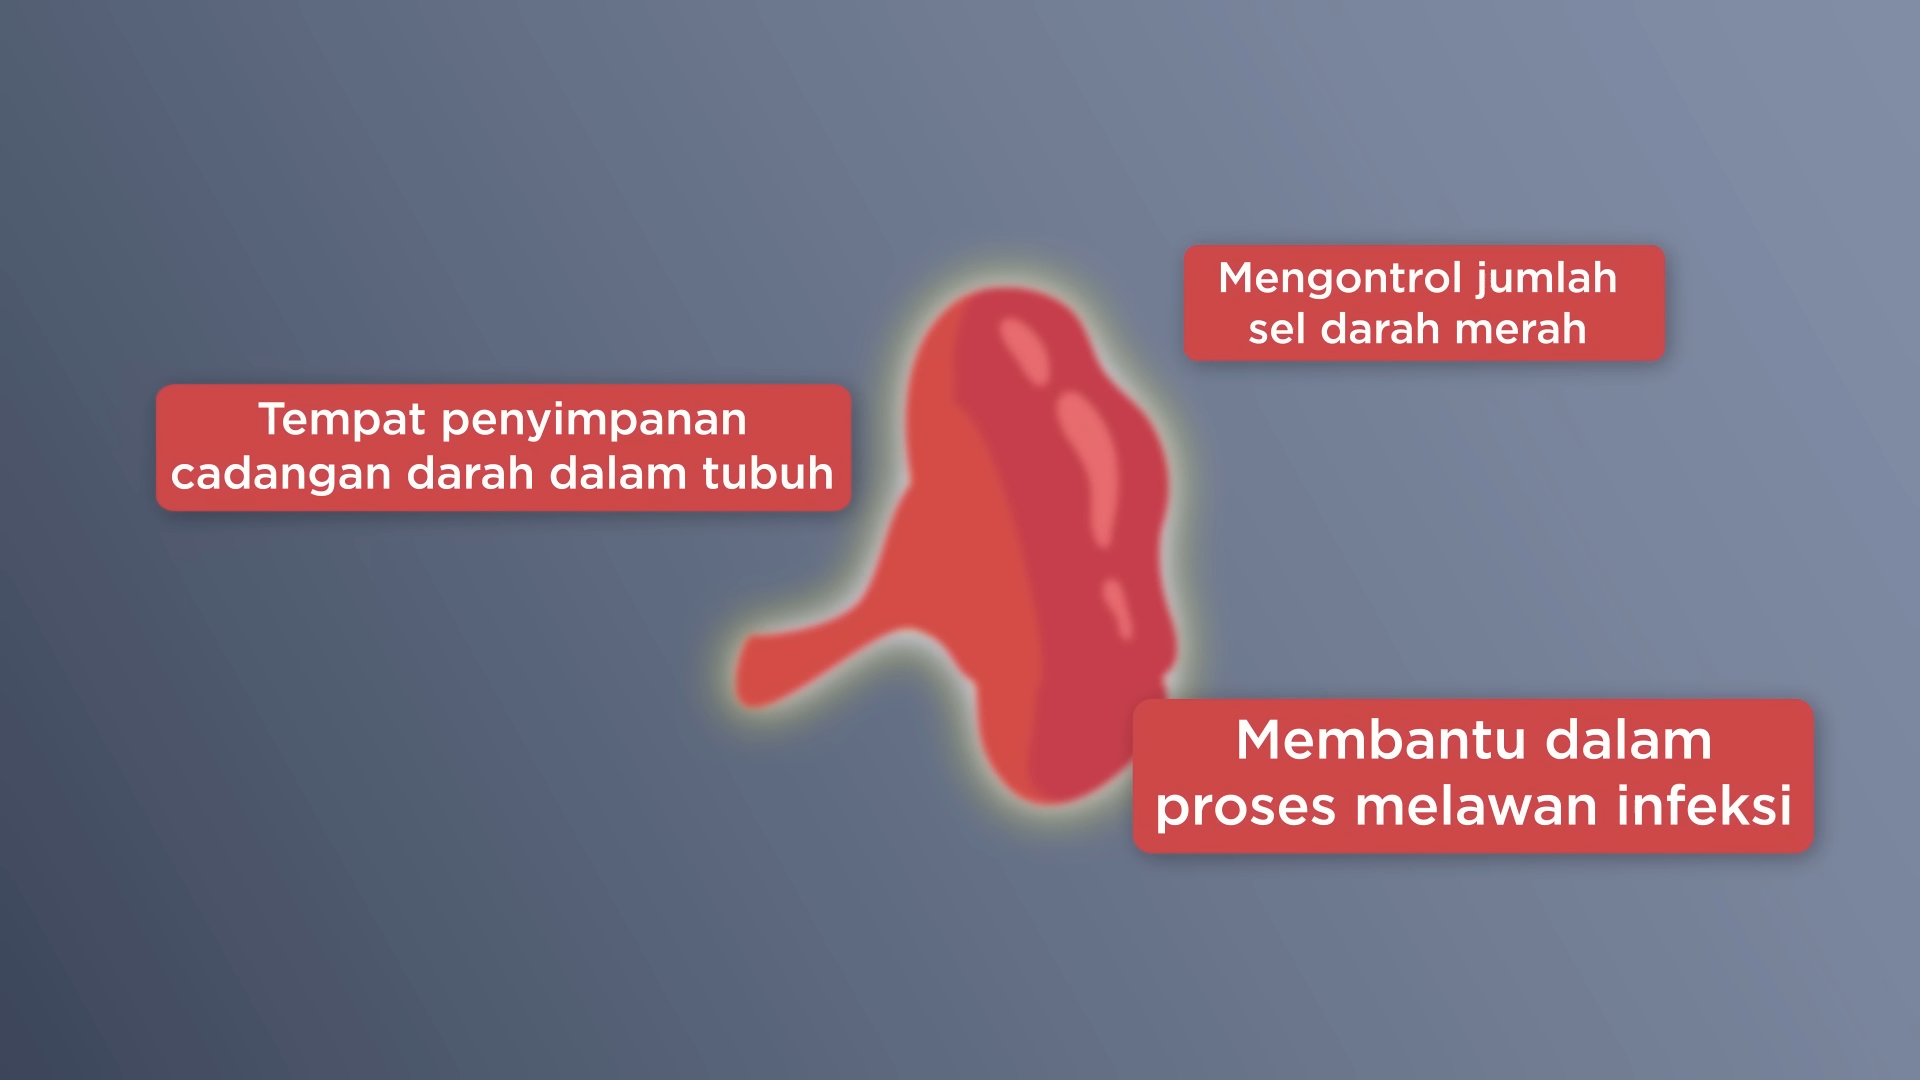 Tempat penyimpanan
cadangan darah dalam tubuh
Mengontrol jumlah
sel darah merah
Membantu dalam
proses melawan infeksi